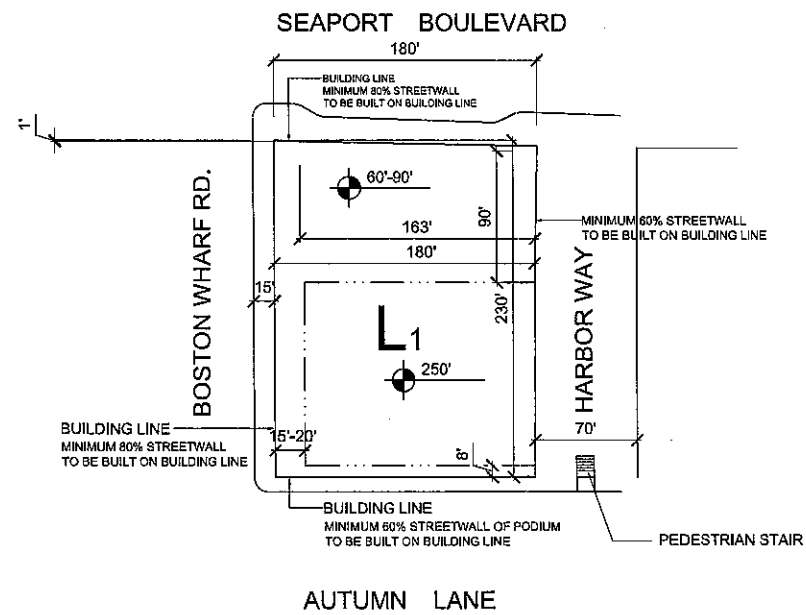 SEAPORT BOULEVARD
180'
BUILDING LINE
MINIMUM 80% STREETWALL
TO BE BUILT ON BUILDING LINE
1'
60'-90'
90'
MINIMUM 60% STREETWALL
TO BE BUILT ON BUILDING LINE
163'
180'
BOSTON WHARF RD.
15'
230'
HARBOR WAY
L1
250'
70'
BUILDING LINE
MINIMUM 80% STREETWALL
TO BE BUILT ON BUILDING LINE
15'-20'
8'
BUILDING LINE
MINIMUM 60% STREETWALL OF PODIUM
TO BE BUILT ON BUILDING LINE
PEDESTRIAN STAIR
AUTUMN LANE